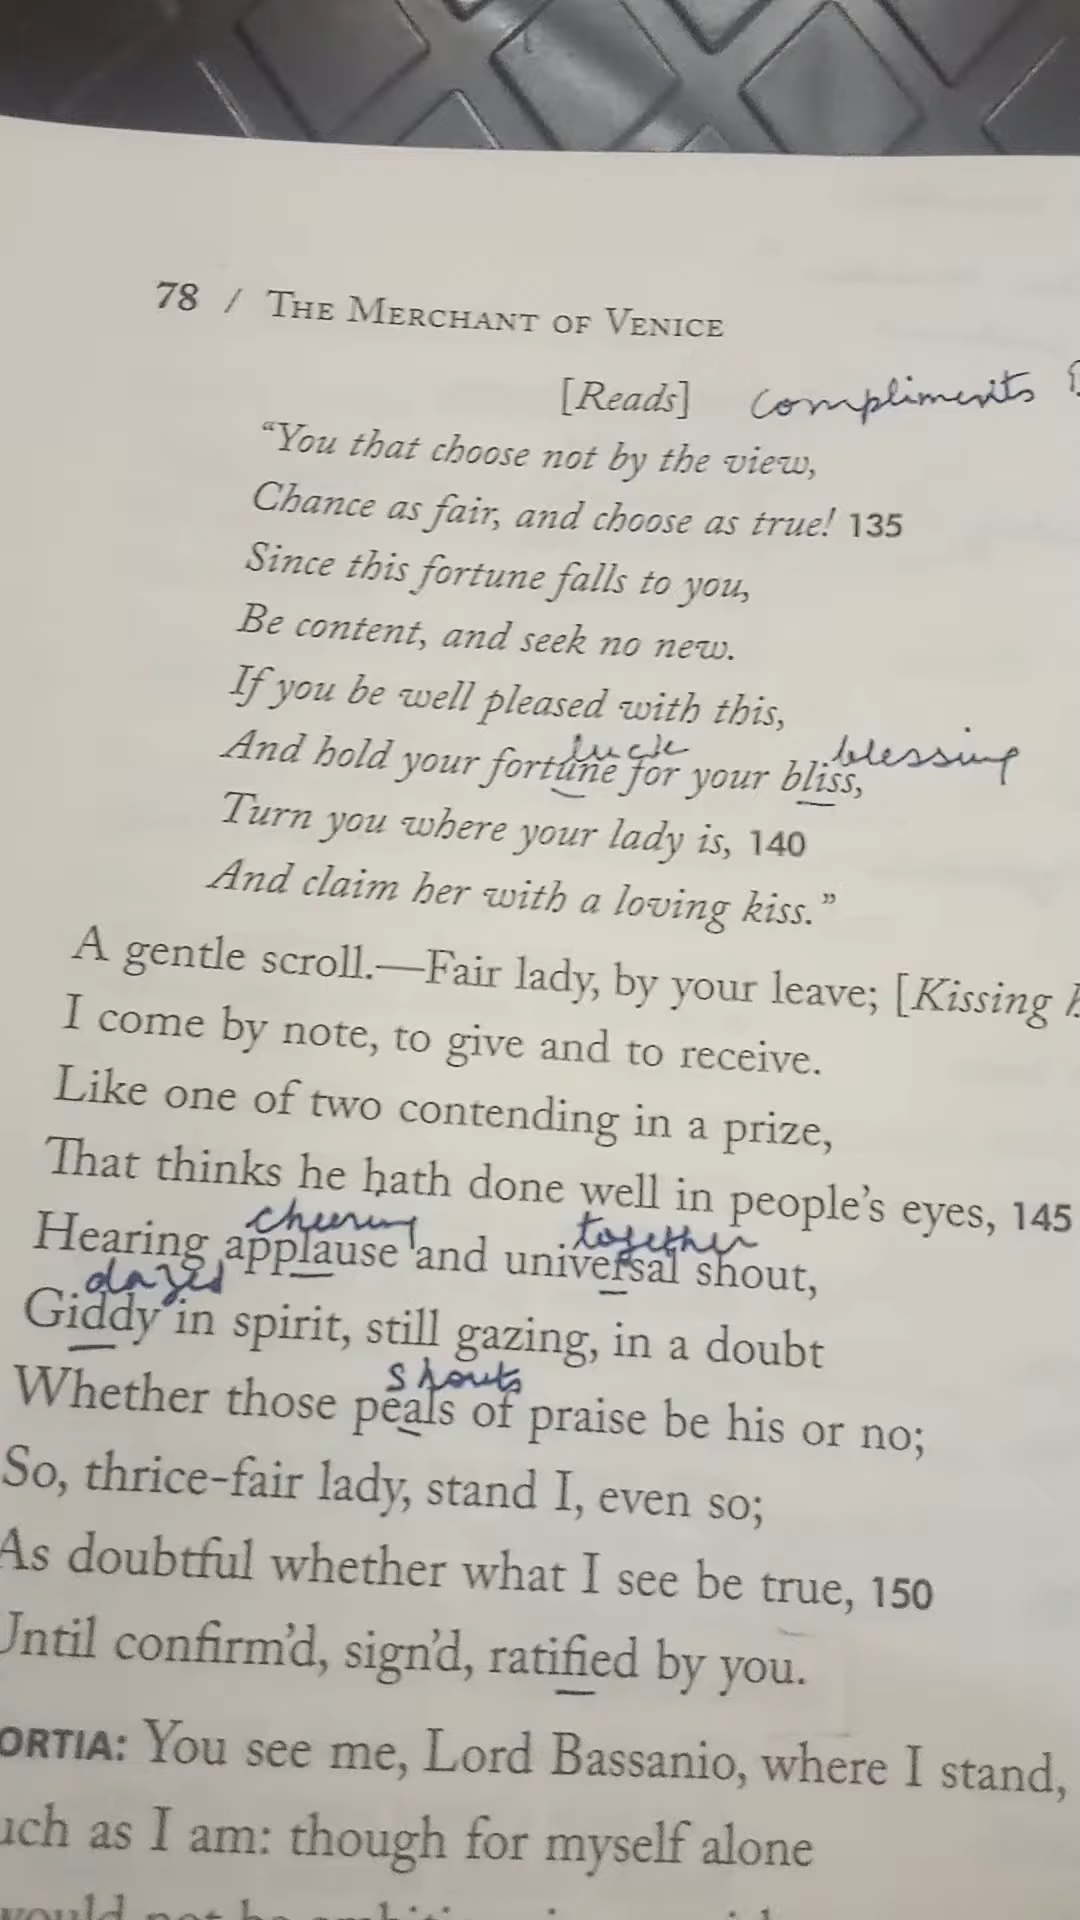 78 / THE MERCHANT OF VENICE
[Reads] compliments
“You that choose not by the view,
Chance as fair, and choose as true! 135
Since this fortune falls to you,
Be content, and seek no new.
If you be well pleased with this,
luck blessing
And hold your fortune for your bliss,
Turn you where your lady is, 140
And claim her with a loving kiss.”
A gentle scroll.—Fair lady, by your leave; [Kissing
I come by note, to give and to receive.
Like one of two contending in a prize,
That thinks he hath done well in people’s eyes, 145
cheering together
Hearing applause and universal shout,
dazed
Giddy in spirit, still gazing, in a doubt
shouts
Whether those peals of praise be his or no;
So, thrice-fair lady, stand I, even so;
As doubtful whether what I see be true, 150
Until confirm’d, sign’d, ratified by you.
ORTIA: You see me, Lord Bassanio, where I stand,
uch as I am: though for myself alone